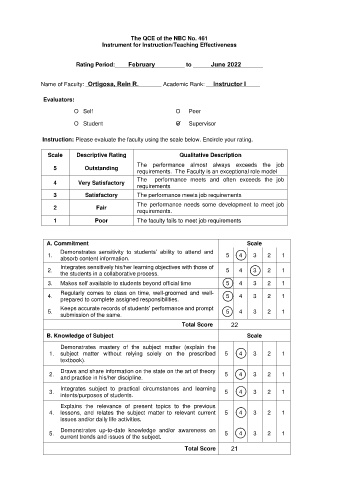 The QCE of the NBC No. 461
Instrument for Instruction/Teaching Effectiveness
Rating Period: February to June 2022
Name of Faculty: Ortigosa, Rein R. Academic Rank: Instructor I
Evaluators:
Self Peer
Student Supervisor
Instruction: Please evaluate the faculty using the scale below. Encircle your rating.
Scale Descriptive Rating Qualitative Description
5 Outstanding The performance almost always exceeds the job requirements. The Faculty is an exceptional role model
4 Very Satisfactory The performance meets and often exceeds the job requirements
3 Satisfactory The performance meets job requirements
2 Fair The performance needs some development to meet job requirements.
1 Poor The faculty fails to meet job requirements
A. Commitment Scale
1. Demonstrates sensitivity to students' ability to attend and absorb content information. 5 4 3 2 1
2. Integrates sensitively his/her learning objectives with those of the students in a collaborative process. 5 4 3 2 1
3. Makes self available to students beyond official time 5 4 3 2 1
4. Regularly comes to class on time, well-groomed and well-prepared to complete assigned responsibilities. 5 4 3 2 1
5. Keeps accurate records of students' performance and prompt submission of the same. 5 4 3 2 1
Total Score 22
B. Knowledge of Subject Scale
1. Demonstrates mastery of the subject matter (explain the subject matter without relying solely on the prescribed textbook). 5 4 3 2 1
2. Draws and share information on the state on the art of theory and practice in his/her discipline. 5 4 3 2 1
3. Integrates subject to practical circumstances and learning intents/purposes of students. 5 4 3 2 1
4. Explains the relevance of present topics to the previous lessons, and relates the subject matter to relevant current issues and/or daily life activities. 5 4 3 2 1
5. Demonstrates up-to-date knowledge and/or awareness on current trends and issues of the subject. 5 4 3 2 1
Total Score 21